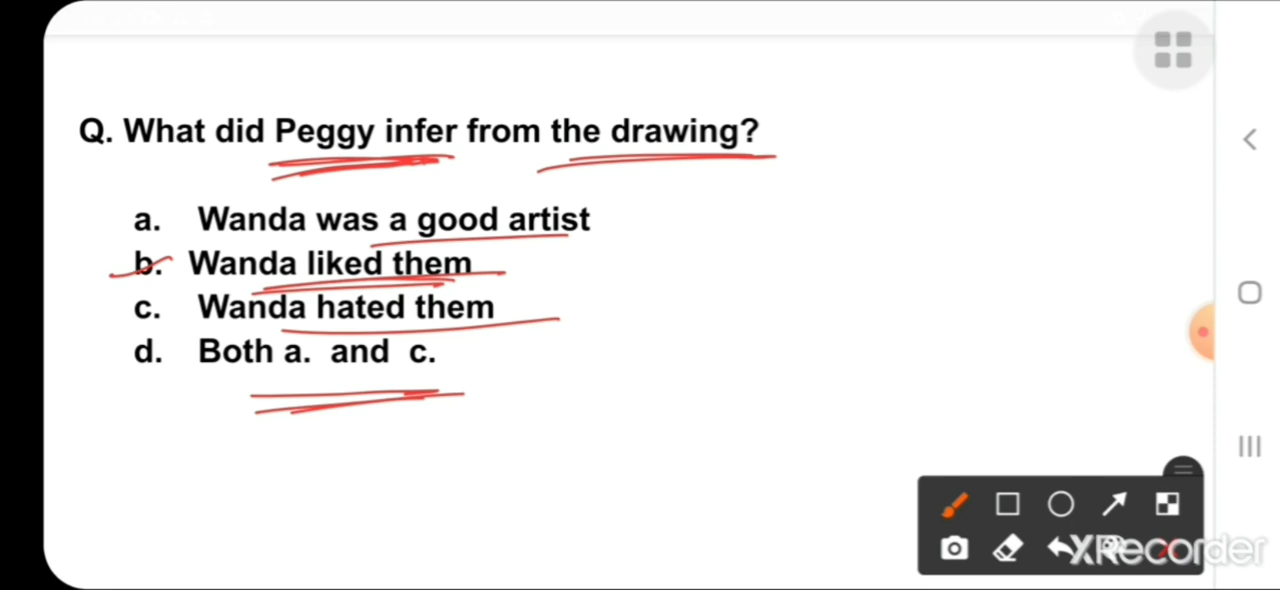 Q. What did Peggy infer from the drawing?
a. Wanda was a good artist
b. Wanda liked them
c. Wanda hated them
d. Both a. and c.
XRecorder